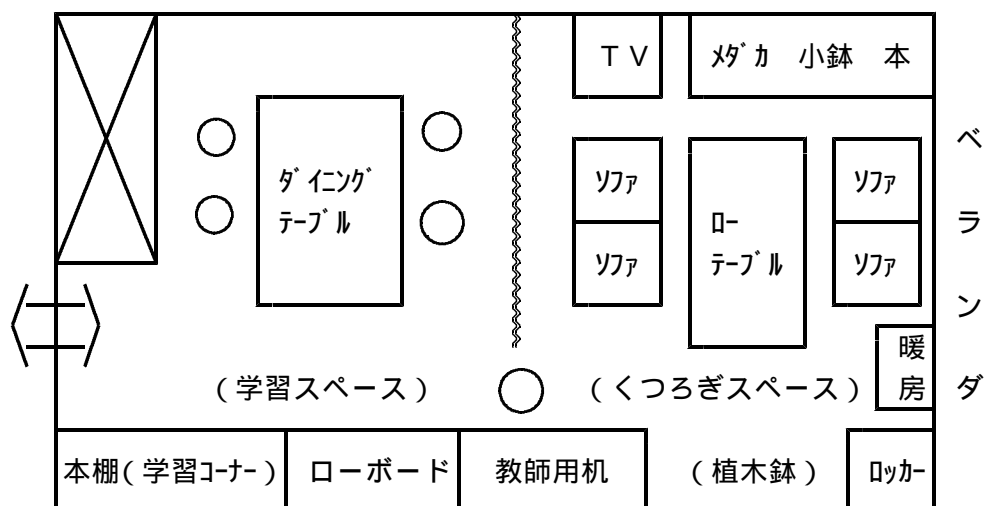 ＴＶ
ﾒﾀﾞｶ　小鉢　本
ﾀﾞｲﾆﾝｸﾞ
ﾃｰﾌﾞﾙ
ｿﾌｧ
ｿﾌｧ
ﾛｰ
ﾃｰﾌﾞﾙ
ｿﾌｧ
ｿﾌｧ
ベランダ
暖房
（学習スペース）
（くつろぎスペース）
本棚（学習ｺｰﾅｰ）
ローボード
教師用机
（植木鉢）
ﾛｯｶｰ